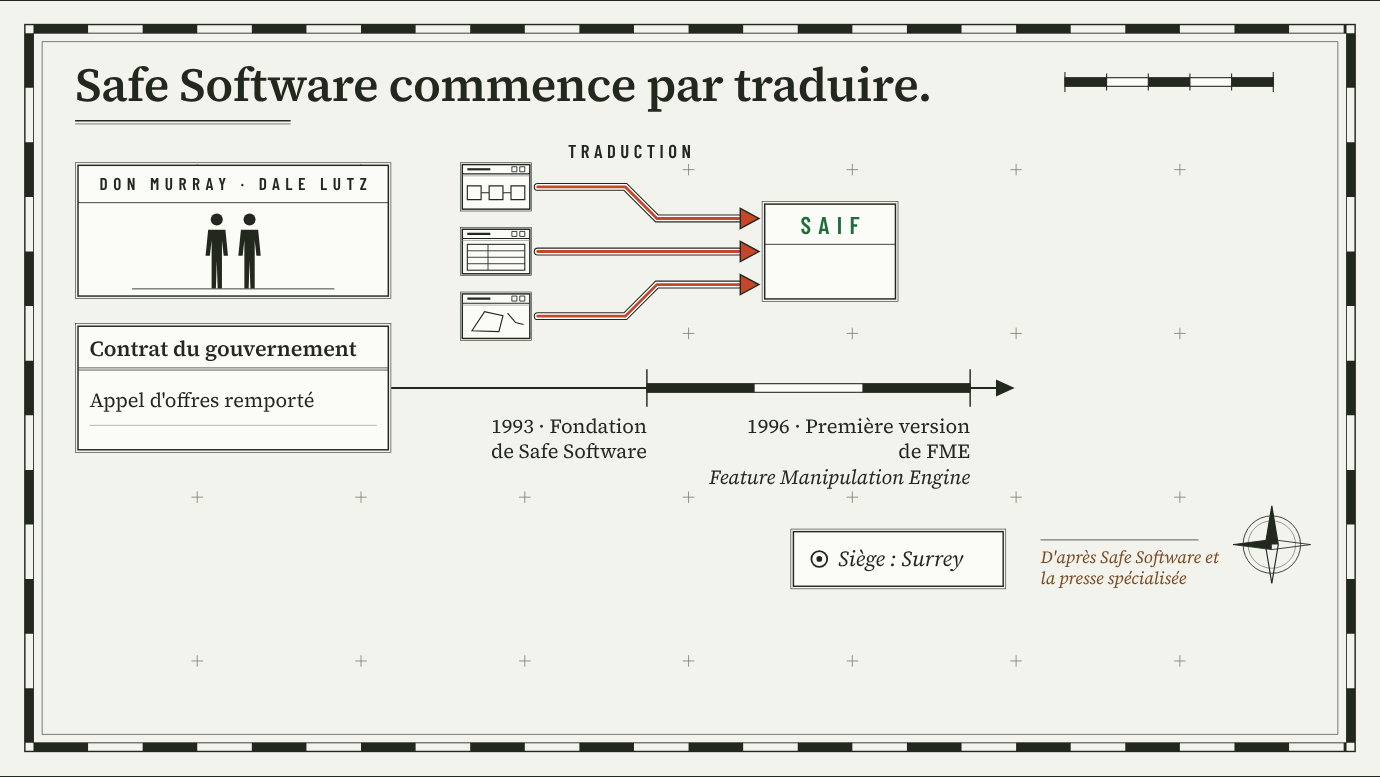 Safe Software commence par traduire.
TRADUCTION
DON MURRAY · DALE LUTZ
SAIF
Contrat du gouvernement
Appel d'offres remporté
1993 · Fondation
de Safe Software
1996 · Première version
de FME
Feature Manipulation Engine
Siège : Surrey
D'après Safe Software et
la presse spécialisée